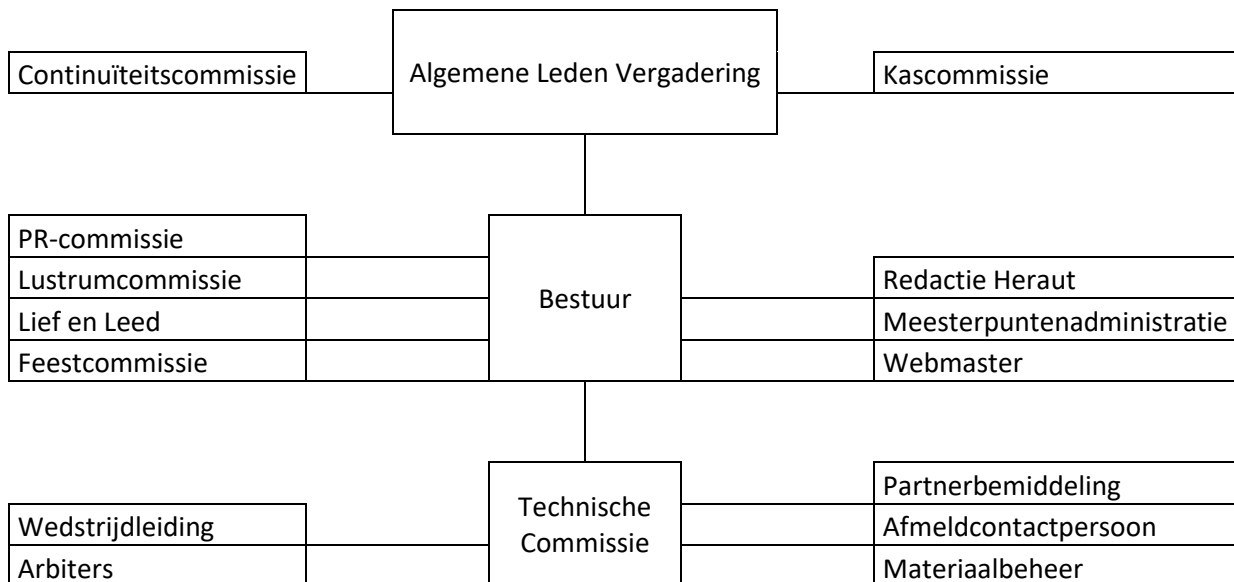 Continuïteitscommissie
Algemene Leden Vergadering
Kascommissie
PR-commissie
Lustrumcommissie
Lief en Leed
Feestcommissie
Bestuur
Redactie Heraut
Meesterpuntenadministratie
Webmaster
Wedstrijdleiding
Arbiters
Technische
Commissie
Partnerbemiddeling
Afmeldcontactpersoon
Materiaalbeheer